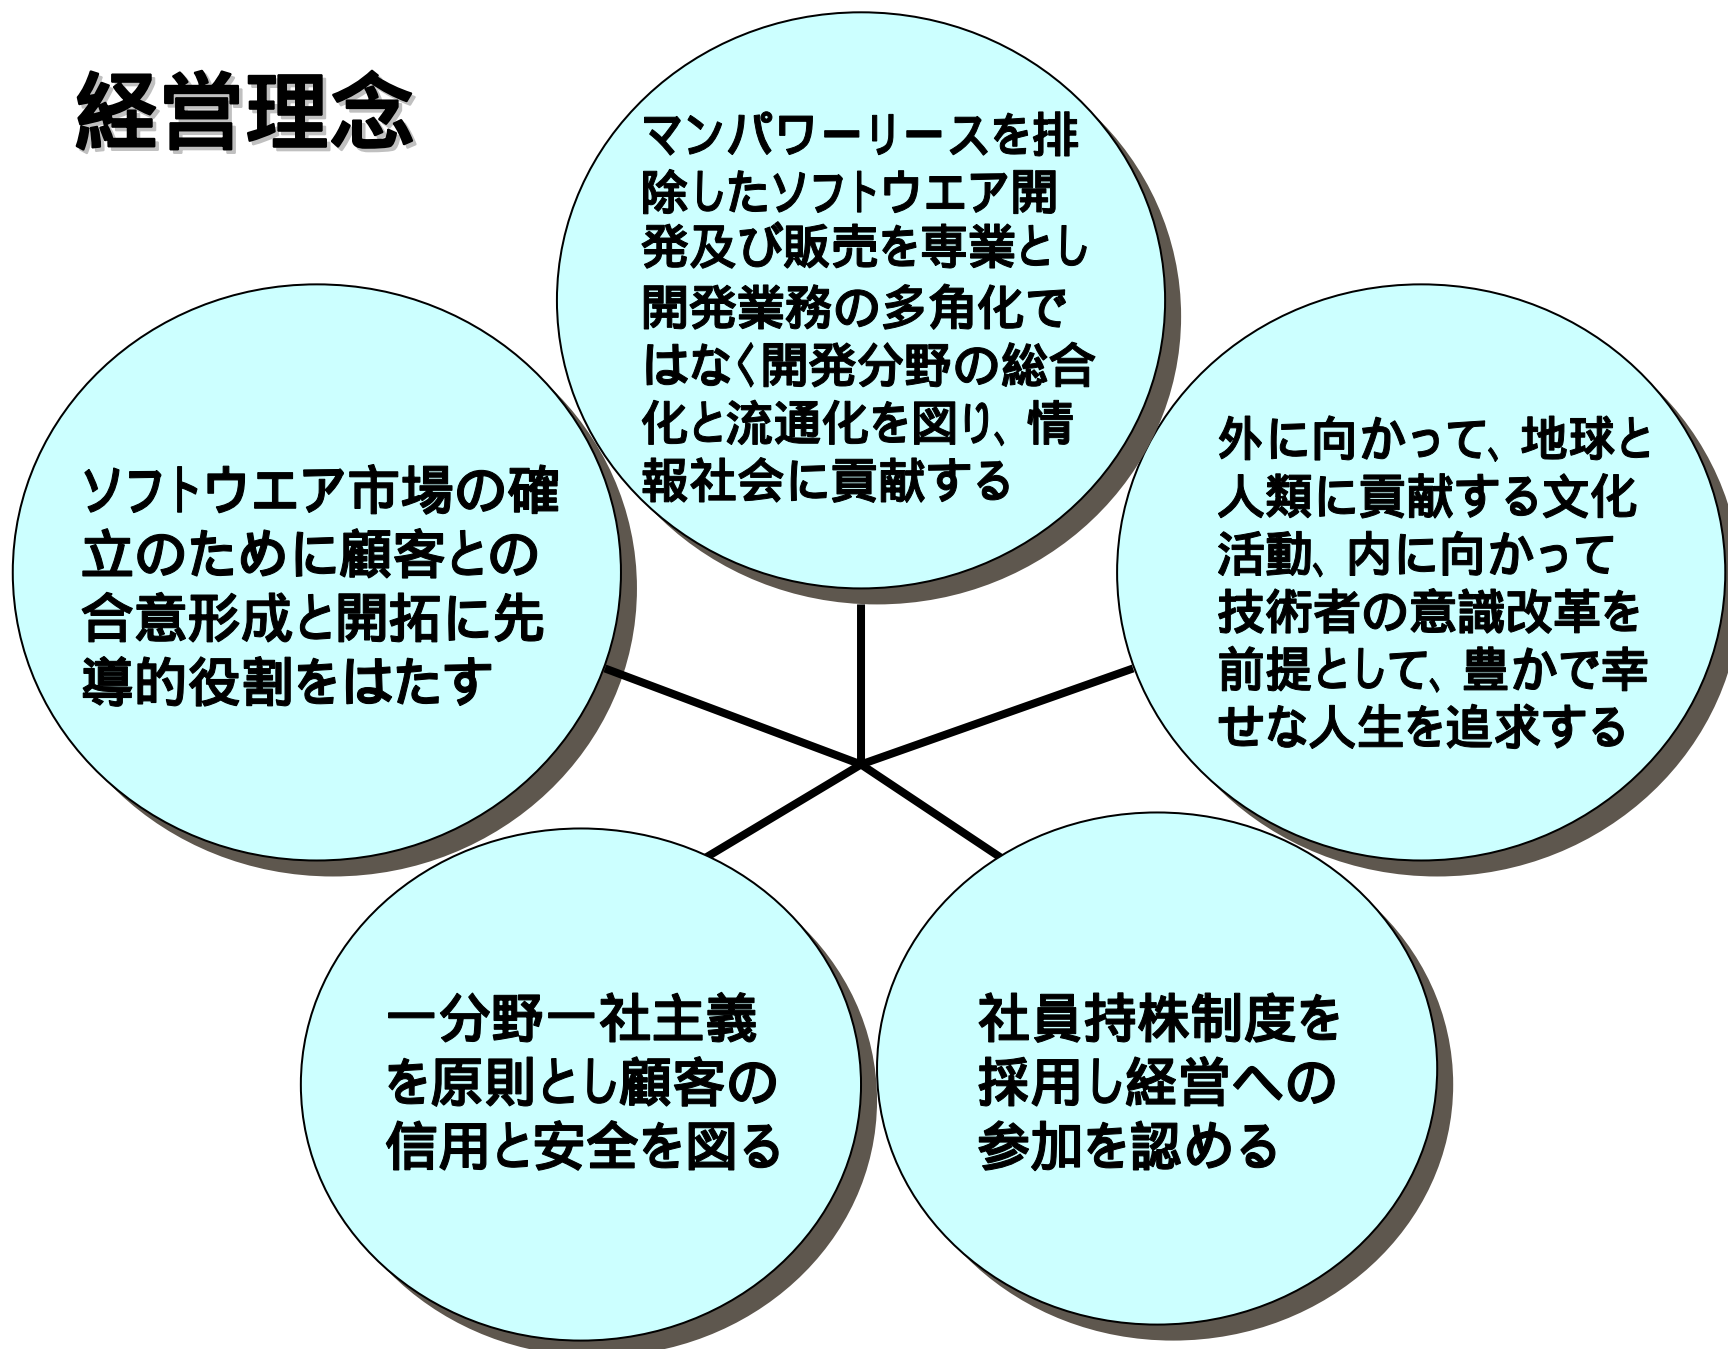 経営理念
マンパワーリースを排
除したソフトウエア開
発及び販売を専業とし
開発業務の多角化で
はなく開発分野の総合
化と流通化を図り、情
報社会に貢献する
ソフトウエア市場の確
立のために顧客との
合意形成と開拓に先
導的役割をはたす
外に向かって、地球と
人類に貢献する文化
活動、内に向かって
技術者の意識改革を
前提として、豊かで幸
せな人生を追求する
一分野一社主義
を原則とし顧客の
信用と安全を図る
社員持株制度を
採用し経営への
参加を認める